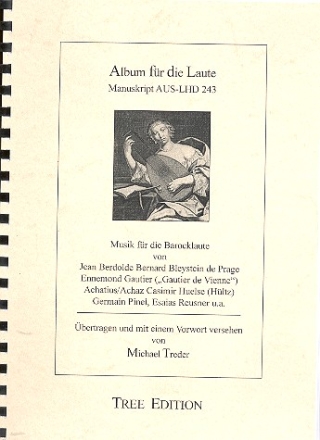 Album für die Laute
Manuskript AUS-LHD 243
Musik für die Barocklaute
von
Jean Berdolde Bernard Bleystein de Prage
Ennemond Gautier („Gautier de Vienne“)
Achatius/Achaz Casimir Huelse (Hültz)
Germain Pinel, Esaias Reusner u.a.
Übertragen und mit einem Vorwort versehen
von
Michael Treder
TREE EDITION